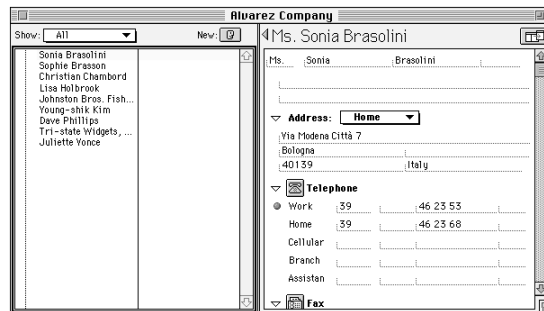 Alvarez Company
Show: All New:
Sonia Brasolini
Sophie Brasson
Christian Chambord
Lisa Holbrook
Johnston Bros. Fish...
Young-shik Kim
Dave Phillips
Tri-state Widgets, ...
Juliette Yonce
Ms. Sonia Brasolini
Ms. Sonia Brasolini
Address: Home
Via Modena Città 7
Bologna
40139 Italy
Telephone
Work 39 46 23 53
Home 39 46 23 68
Cellular
Branch
Assistan
Fax